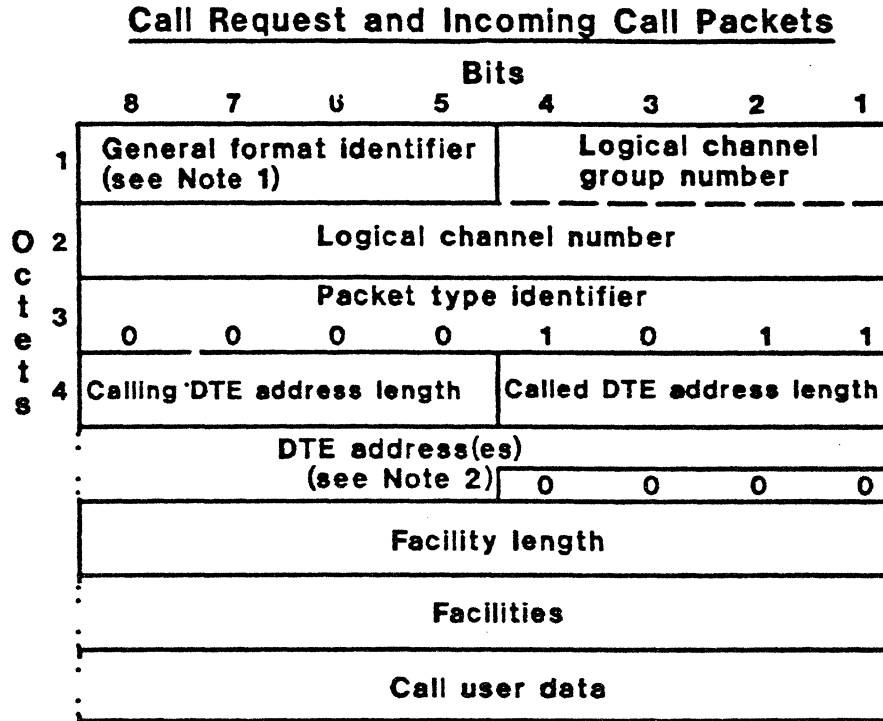 Call Request and Incoming Call Packets
Bits
8 7 6 5 4 3 2 1
1 General format identifier (see Note 1)
Logical channel group number
Octets
2 Logical channel number
3 Packet type identifier
0 0 0 0 1 0 1 1
4 Calling DTE address length
Called DTE address length
DTE address(es)
(see Note 2) 0 0 0 0
Facility length
Facilities
Call user data